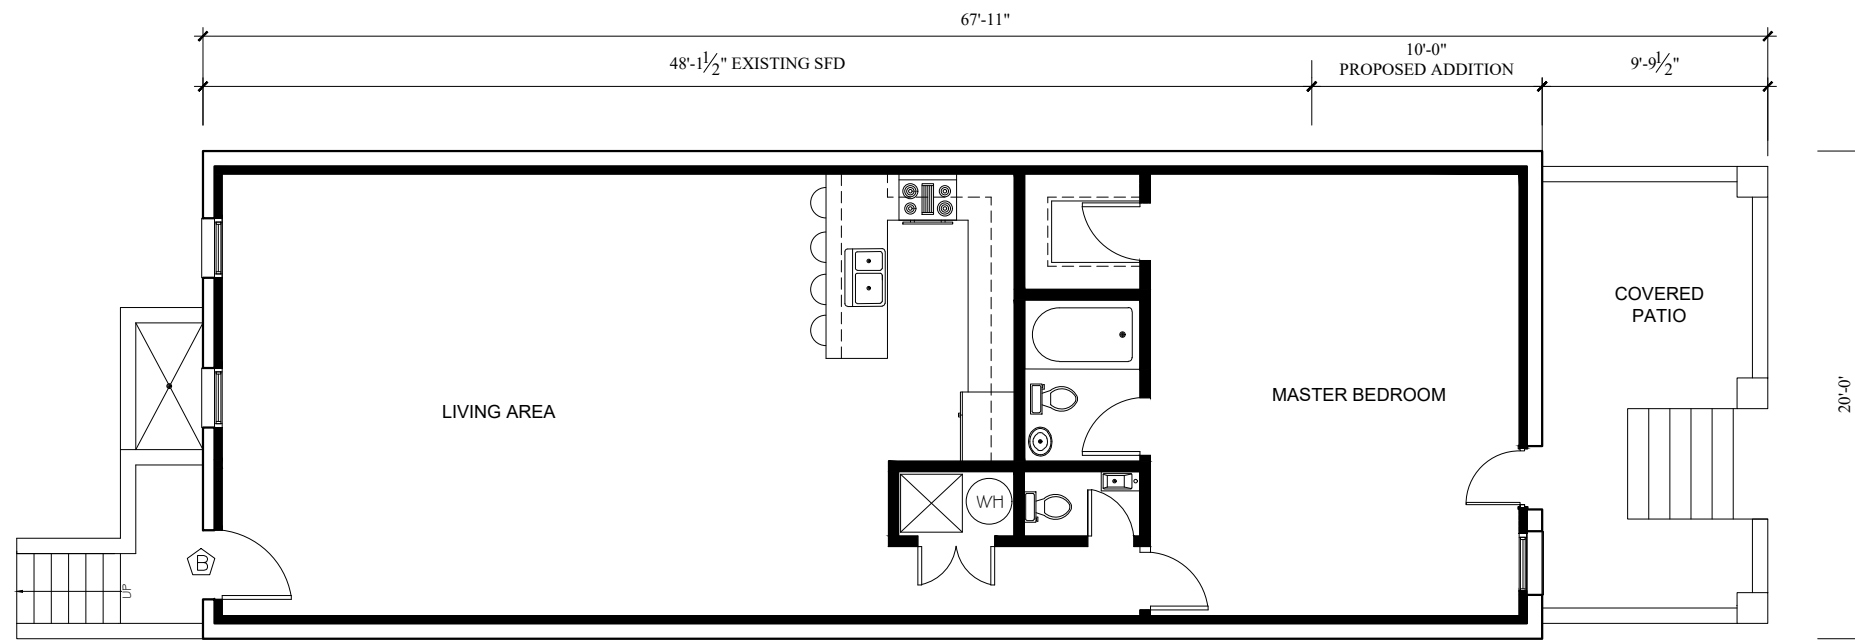 67'-11"
48'-1½" EXISTING SFD
10'-0"
PROPOSED ADDITION
9'-9½"
COVERED
PATIO
MASTER BEDROOM
LIVING AREA
20'-0'
WH
B
UP